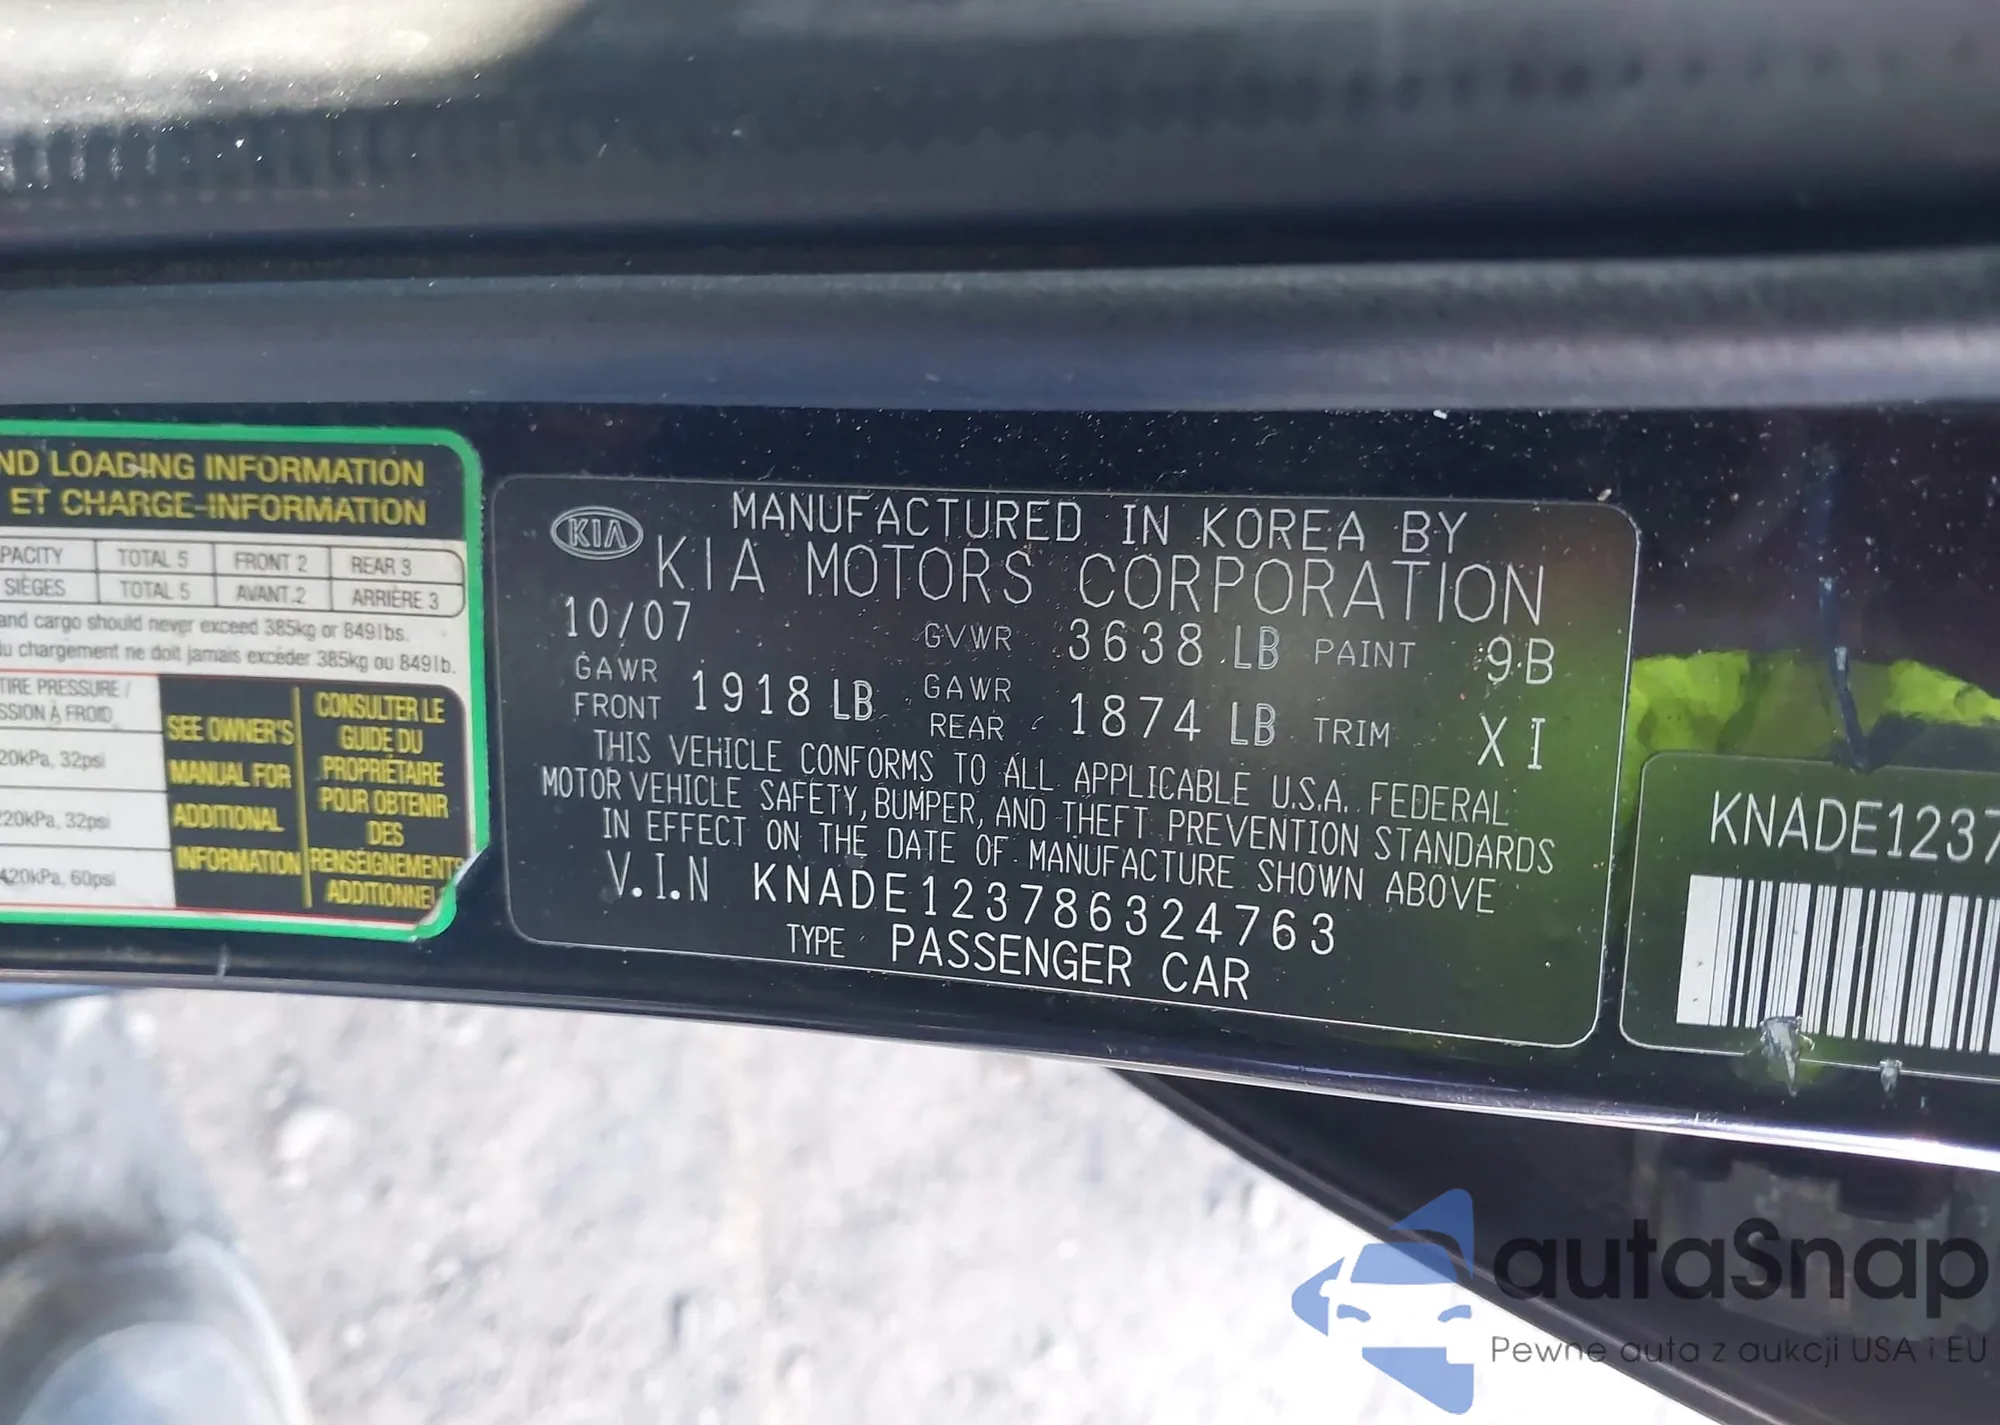 ND LOADING INFORMATION
ET CHARGE-INFORMATION
PACITY TOTAL 5 FRONT 2 REAR 3
SIÈGES TOTAL 5 AVANT 2 ARRIÈRE 3
and cargo should never exceed 385kg or 849lbs.
du chargement ne doit jamais excéder 385kg ou 849lb.
TIRE PRESSURE /
SSION À FROID
20kPa, 32psi
220kPa, 32psi
420kPa, 60psi
SEE OWNER'S
MANUAL FOR
ADDITIONAL
INFORMATION
CONSULTER LE
GUIDE DU
PROPRIÉTAIRE
POUR OBTENIR
DES
RENSEIGNEMENTS
ADDITIONNE
KIA
MANUFACTURED IN KOREA BY
KIA MOTORS CORPORATION
10/07 GVWR 3638 LB PAINT 9B
GAWR FRONT 1918 LB GAWR REAR 1874 LB TRIM XI
THIS VEHICLE CONFORMS TO ALL APPLICABLE U.S.A. FEDERAL
MOTOR VEHICLE SAFETY, BUMPER, AND THEFT PREVENTION STANDARDS
IN EFFECT ON THE DATE OF MANUFACTURE SHOWN ABOVE
V.I.N KNADE123786324763
TYPE PASSENGER CAR
KNADE1237
autaSnap
Pewne auta z aukcji USA i EU